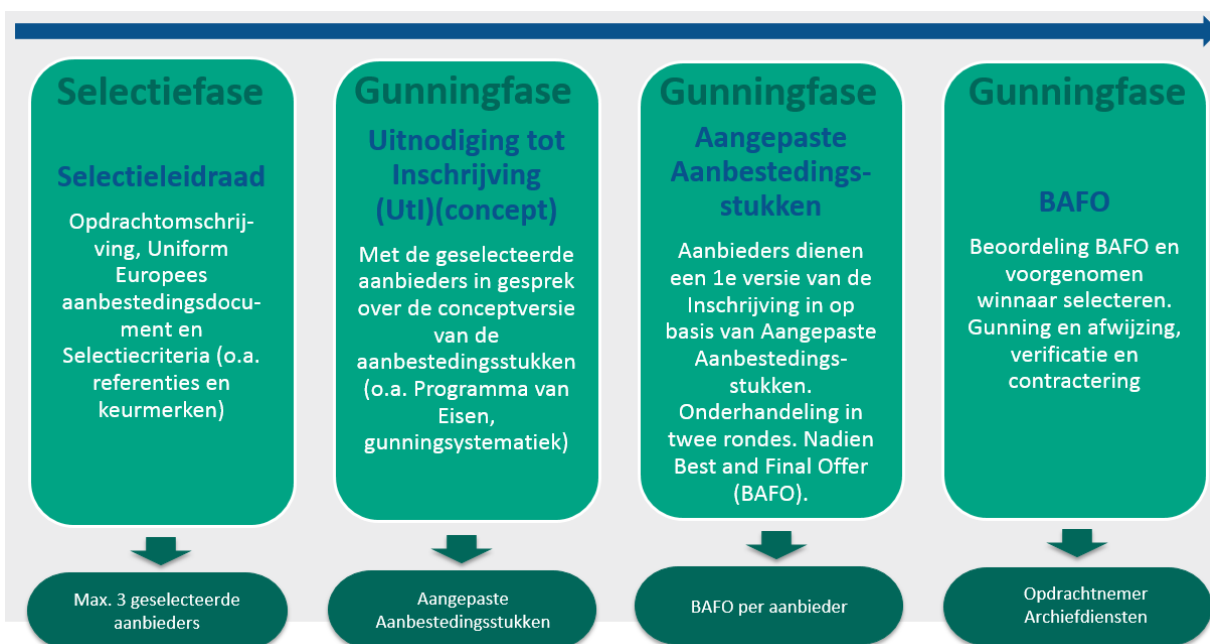 Selectiefase
Selectieleidraad
Opdrachtomschrij-
ving, Uniform
Europees
aanbestedingsdocu-
ment en
Selectiecriteria (o.a.
referenties en
keurmerken)
Max. 3 geselecteerde
aanbieders
Gunningfase
Uitnodiging tot
Inschrijving
(UtI)(concept)
Met de geselecteerde
aanbieders in gesprek
over de conceptversie
van de
aanbestedingsstukken
(o.a. Programma van
Eisen,
gunningsystematiek)
Aangepaste
Aanbestedingsstukken
Gunningfase
Aangepaste
Aanbestedings-
stukken
Aanbieders dienen
een 1e versie van de
Inschrijving in op
basis van Aangepaste
Aanbestedings-
stukken.
Onderhandeling in
twee rondes. Nadien
Best and Final Offer
(BAFO).
BAFO per aanbieder
Gunningfase
BAFO
Beoordeling BAFO en
voorgenomen
winnaar selecteren.
Gunning en afwijzing,
verificatie en
contractering
Opdrachtnemer
Archiefdiensten